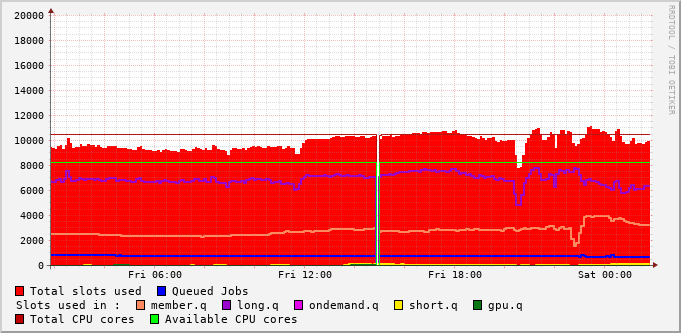 RRDTOOL / TOBI OETIKER
20000
18000
16000
14000
12000
10000
8000
6000
4000
2000
0
Fri 06:00 Fri 12:00 Fri 18:00 Sat 00:00
Total slots used Queued Jobs
Slots used in : member.q long.q ondemand.q short.q gpu.q
Total CPU cores Available CPU cores